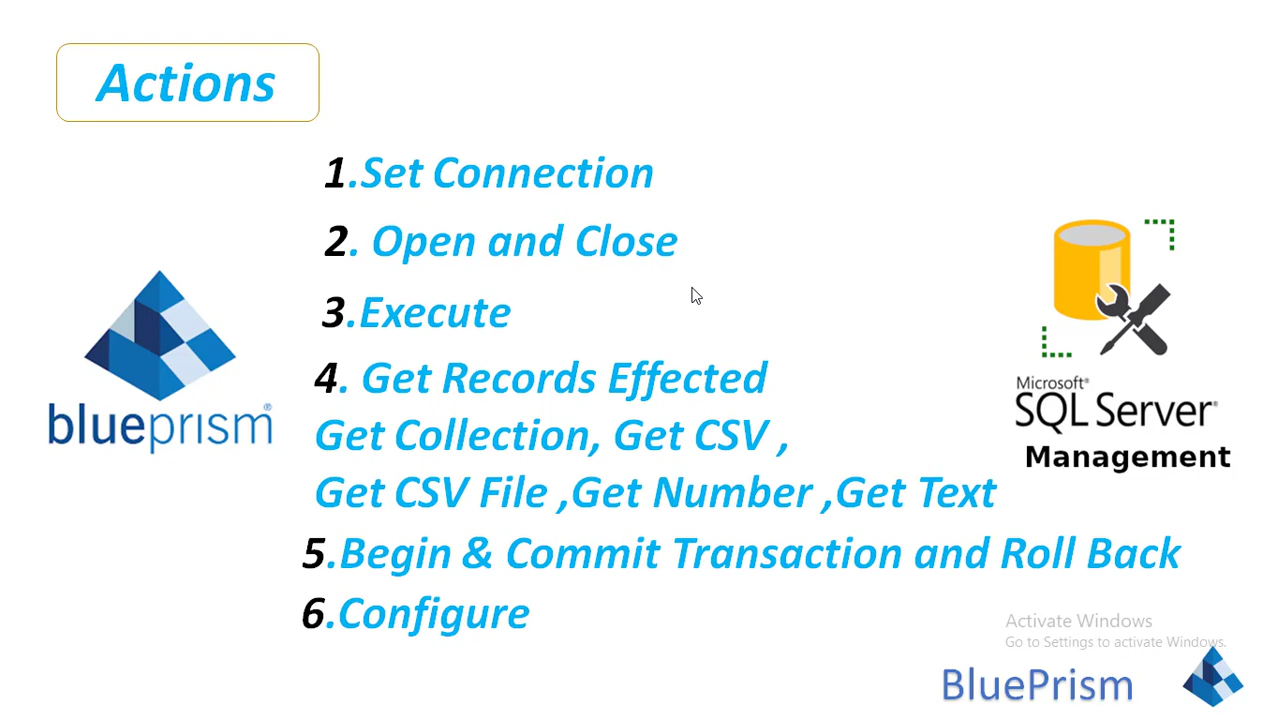 Actions
1.Set Connection
2. Open and Close
3.Execute
4. Get Records Effected
Get Collection, Get CSV ,
Get CSV File ,Get Number ,Get Text
5.Begin & Commit Transaction and Roll Back
6.Configure
blueprism®
Microsoft®
SQL Server®
Management
Activate Windows
Go to Settings to activate Windows.
BluePrism